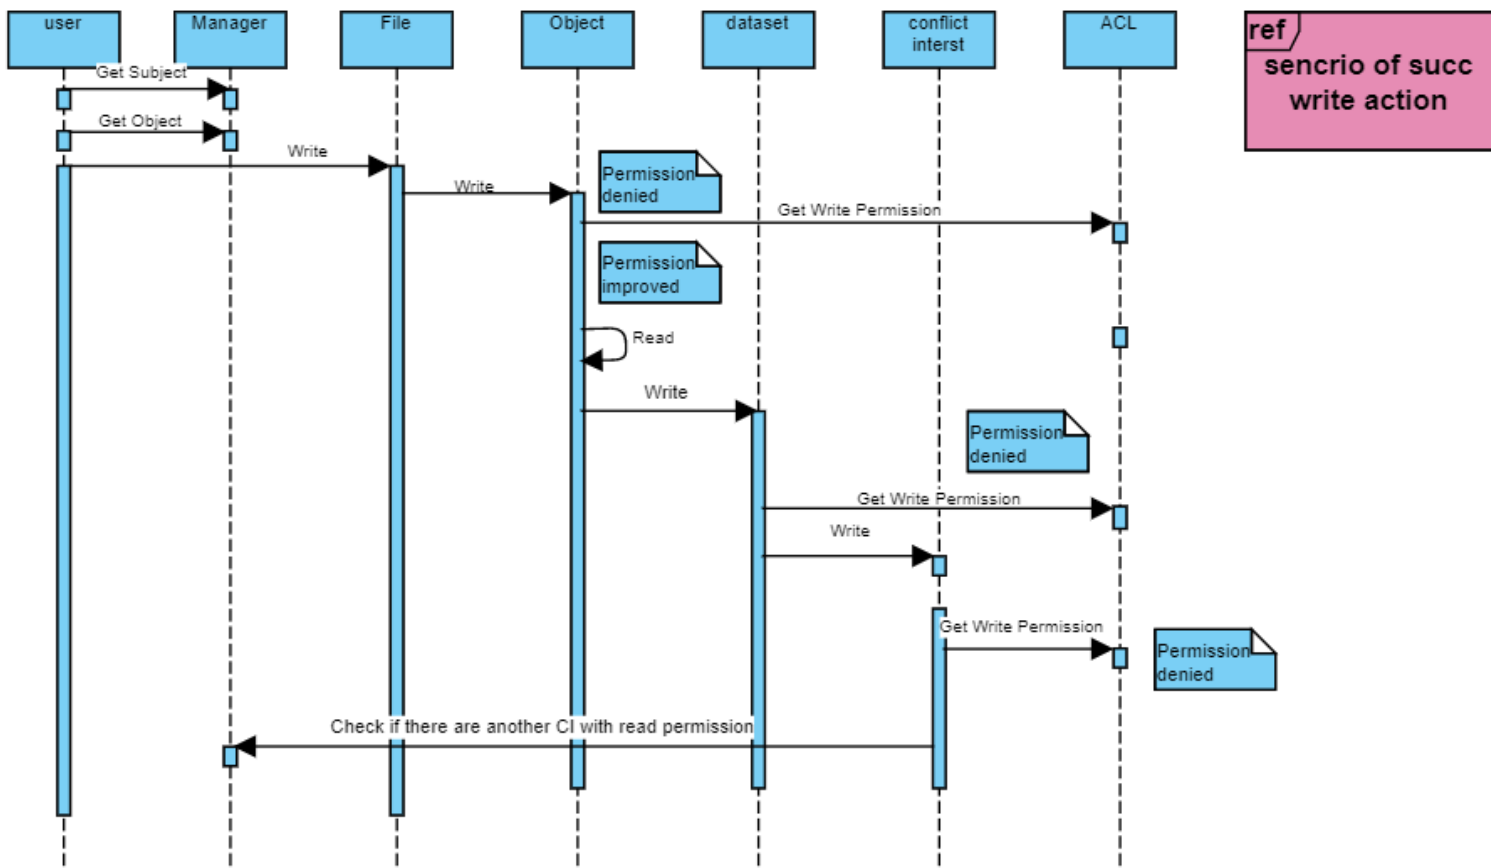 user
Manager
File
Object
dataset
conflict
interst
ACL
ref
sencrio of succ
write action
Get Subject
Get Object
Write
Write
Permission
denied
Get Write Permission
Permission
improved
Read
Write
Permission
denied
Get Write Permission
Write
Get Write Permission
Permission
denied
Check if there are another CI with read permission